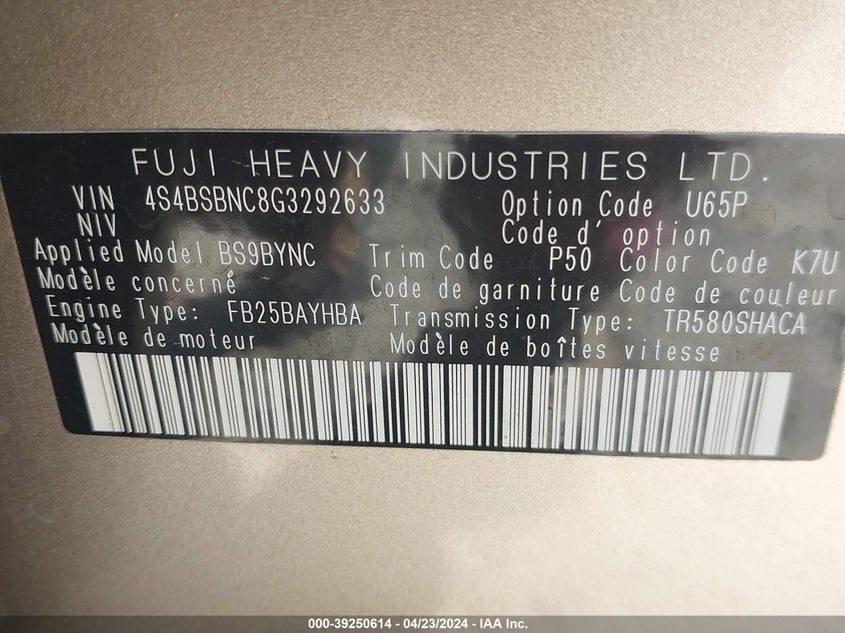 FUJI HEAVY INDUSTRIES LTD.
VIN 4S4BSBNC8G3292633 Option Code U65P
NIV Code d' option
Applied Model BS9BYNC Trim Code P50 Color Code K7U
Modèle concerné Code de garniture Code de couleur
Engine Type: FB25BAYHBA Transmission Type: TR580SHACA
Modèle de moteur Modèle de boîtes vitesse
000-39250614 - 04/23/2024 - IAA Inc.